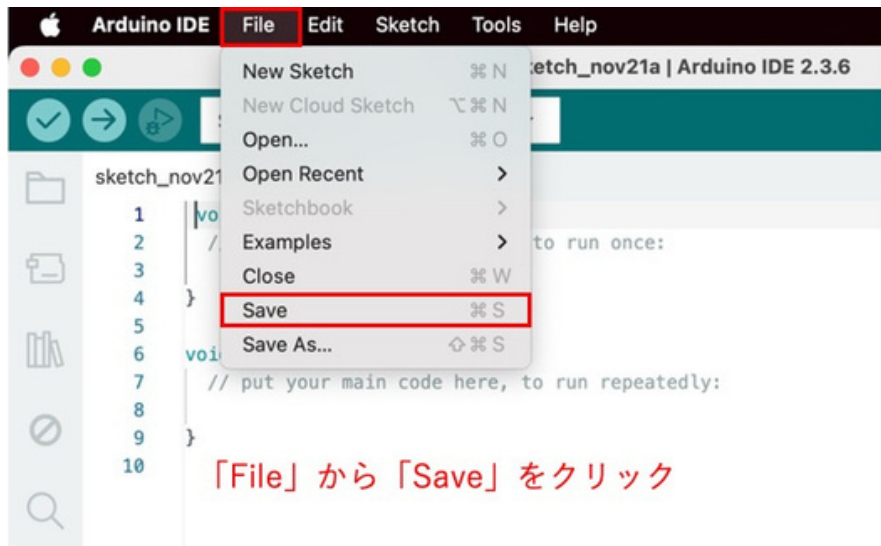 Arduino IDE File Edit Sketch Tools Help
etch_nov21a | Arduino IDE 2.3.6
New Sketch ⌘ N
New Cloud Sketch ⌥ ⌘ N
Open... ⌘ O
Open Recent >
Sketchbook >
Examples >
Close ⌘ W
Save ⌘ S
Save As... ⇧ ⌘ S
sketch_nov21
1 vo
2 // to run once:
3
4 }
5
6 voi
7 // put your main code here, to run repeatedly:
8
9 }
10
「File」から「Save」をクリック